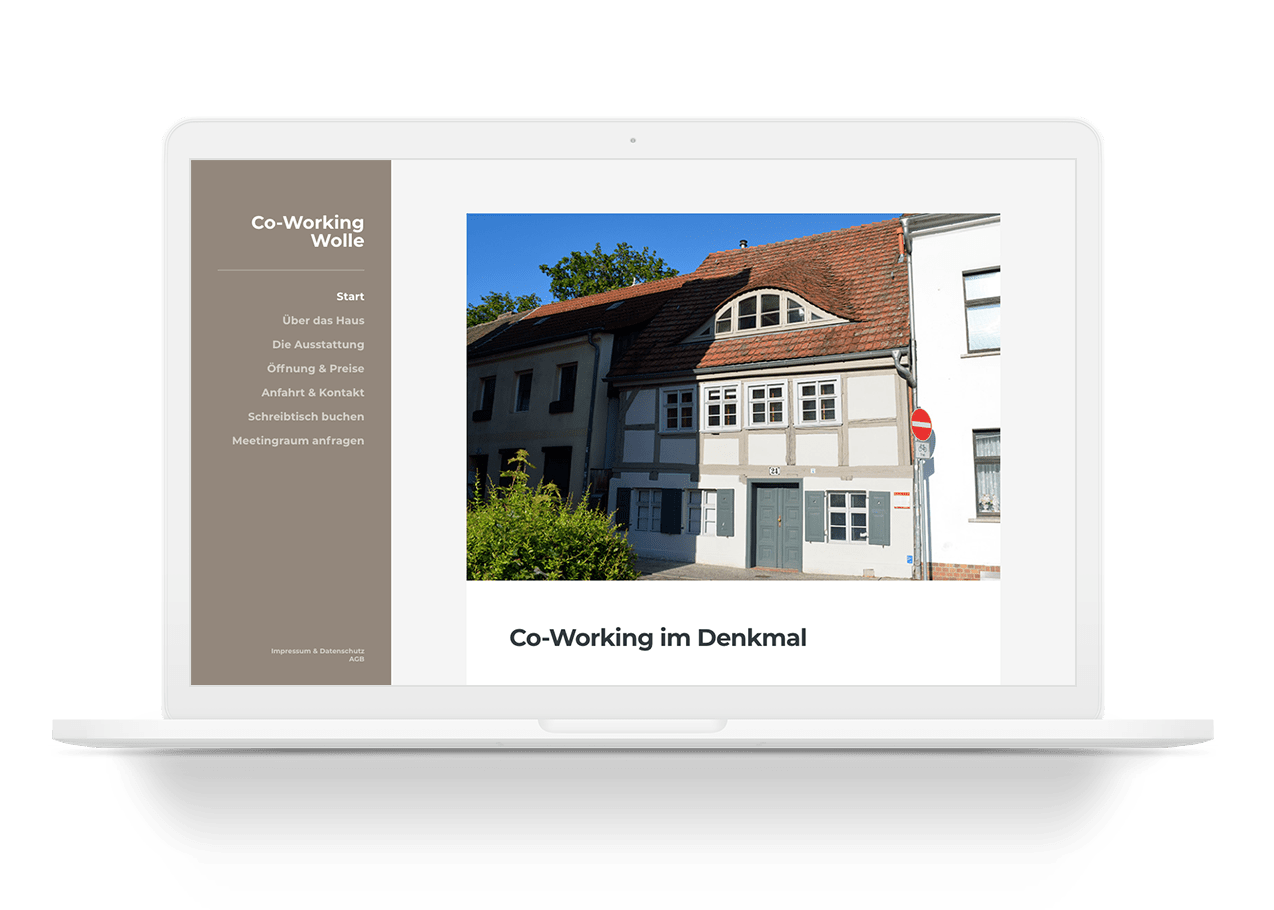 Co-Working
Wolle
Start
Über das Haus
Die Ausstattung
Öffnung & Preise
Anfahrt & Kontakt
Schreibtisch buchen
Meetingraum anfragen
Impressum & Datenschutz
AGB
24
Co-Working im Denkmal